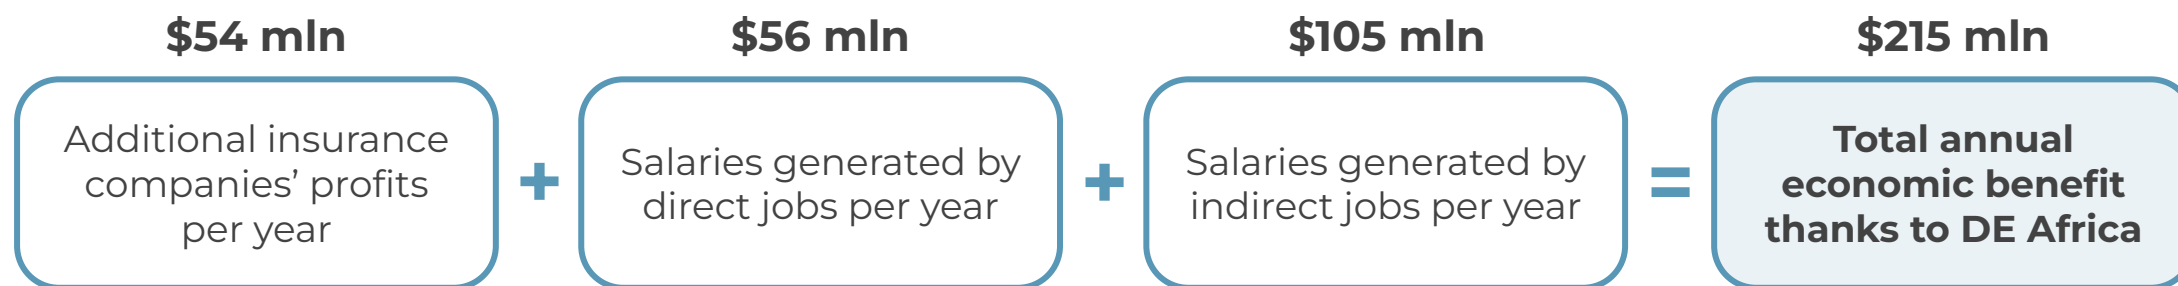 $54 mln
Additional insurance
companies’ profits
per year
+
$56 mln
Salaries generated by
direct jobs per year
+
$105 mln
Salaries generated by
indirect jobs per year
=
$215 mln
Total annual
economic benefit
thanks to DE Africa